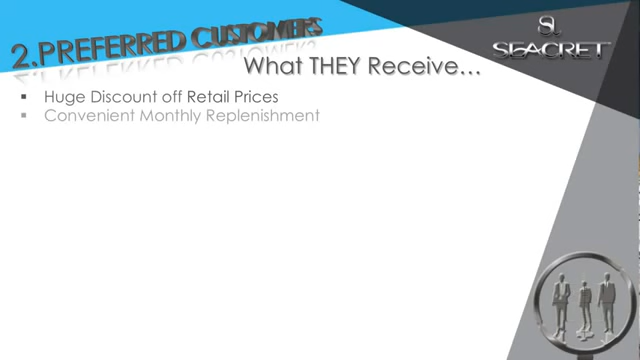 2.PREFERRED CUSTOMERS
What THEY Receive…
SEACRET
▪ Huge Discount off Retail Prices
▪ Convenient Monthly Replenishment